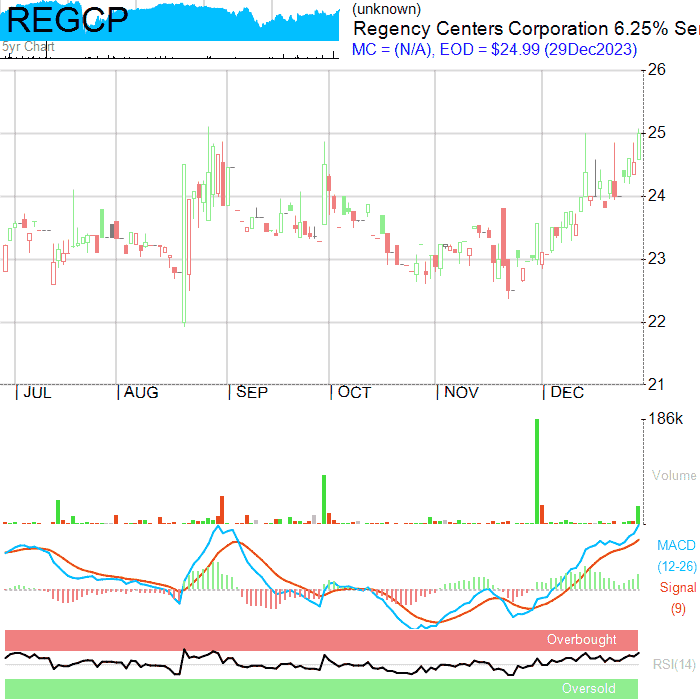 REGCP
5yr Chart
(unknown)
Regency Centers Corporation 6.25% Ser
MC = (N/A), EOD = $24.99 (29Dec2023)
26
25
24
23
22
21
JUL AUG SEP OCT NOV DEC
186k
Volume
MACD
(12-26)
Signal
(9)
Overbought
RSI(14)
Oversold